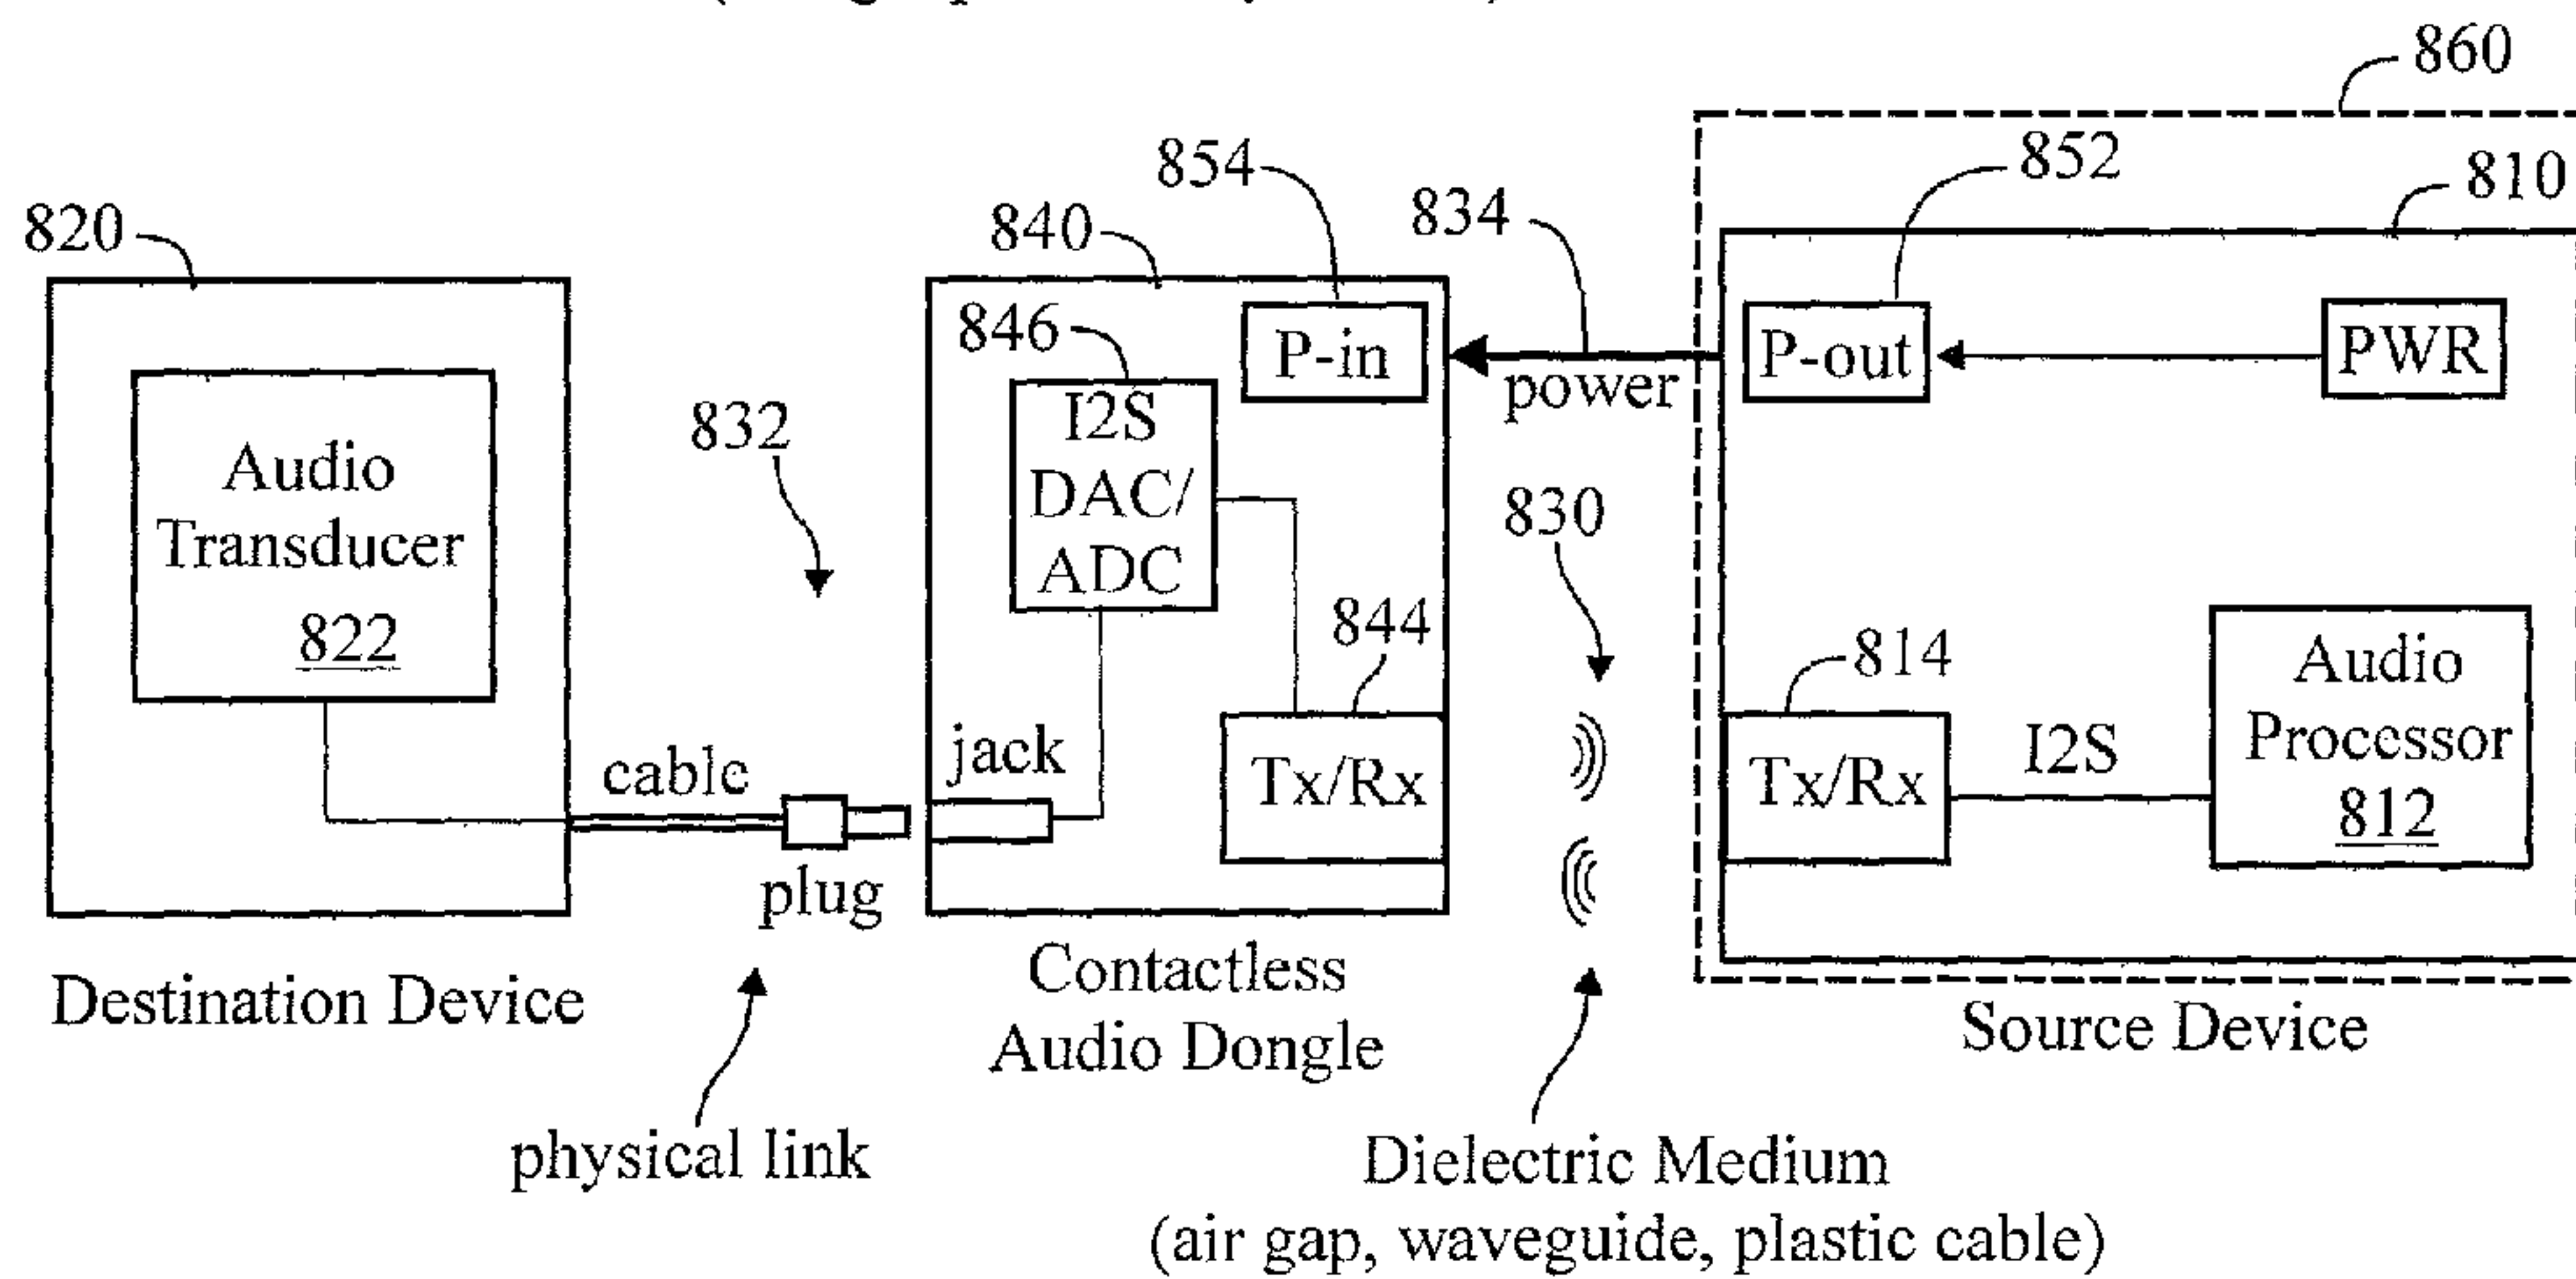 860
852
810
854
834
840
820
846
P-in
P-out
PWR
power
I2S
DAC/
ADC
832
830
Audio
Transducer
822
844
814
Audio
Processor
812
jack
cable
Tx/Rx
Tx/Rx
I2S
plug
Destination Device
Contactless
Audio Dongle
Source Device
physical link
Dielectric Medium
(air gap, waveguide, plastic cable)